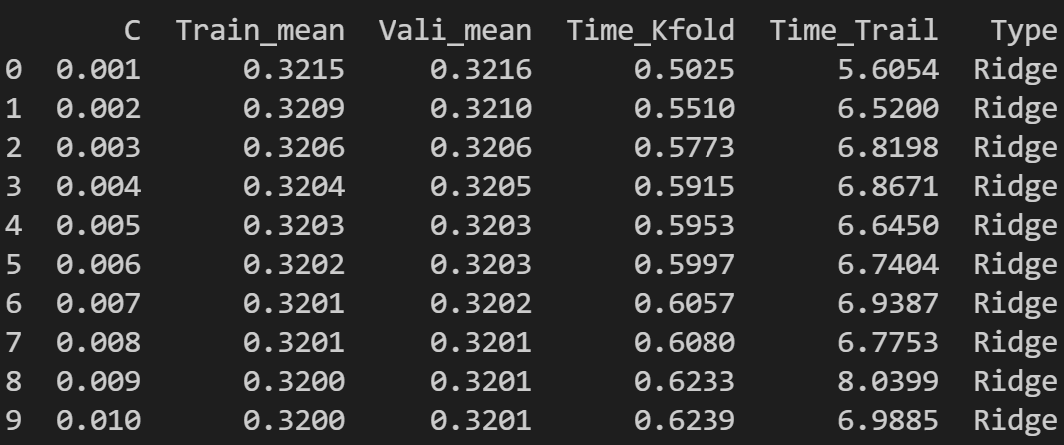 C Train_mean Vali_mean Time_Kfold Time_Trail Type
0 0.001 0.3215 0.3216 0.5025 5.6054 Ridge
1 0.002 0.3209 0.3210 0.5510 6.5200 Ridge
2 0.003 0.3206 0.3206 0.5773 6.8198 Ridge
3 0.004 0.3204 0.3205 0.5915 6.8671 Ridge
4 0.005 0.3203 0.3203 0.5953 6.6450 Ridge
5 0.006 0.3202 0.3203 0.5997 6.7404 Ridge
6 0.007 0.3201 0.3202 0.6057 6.9387 Ridge
7 0.008 0.3201 0.3201 0.6080 6.7753 Ridge
8 0.009 0.3200 0.3201 0.6233 8.0399 Ridge
9 0.010 0.3200 0.3201 0.6239 6.9885 Ridge